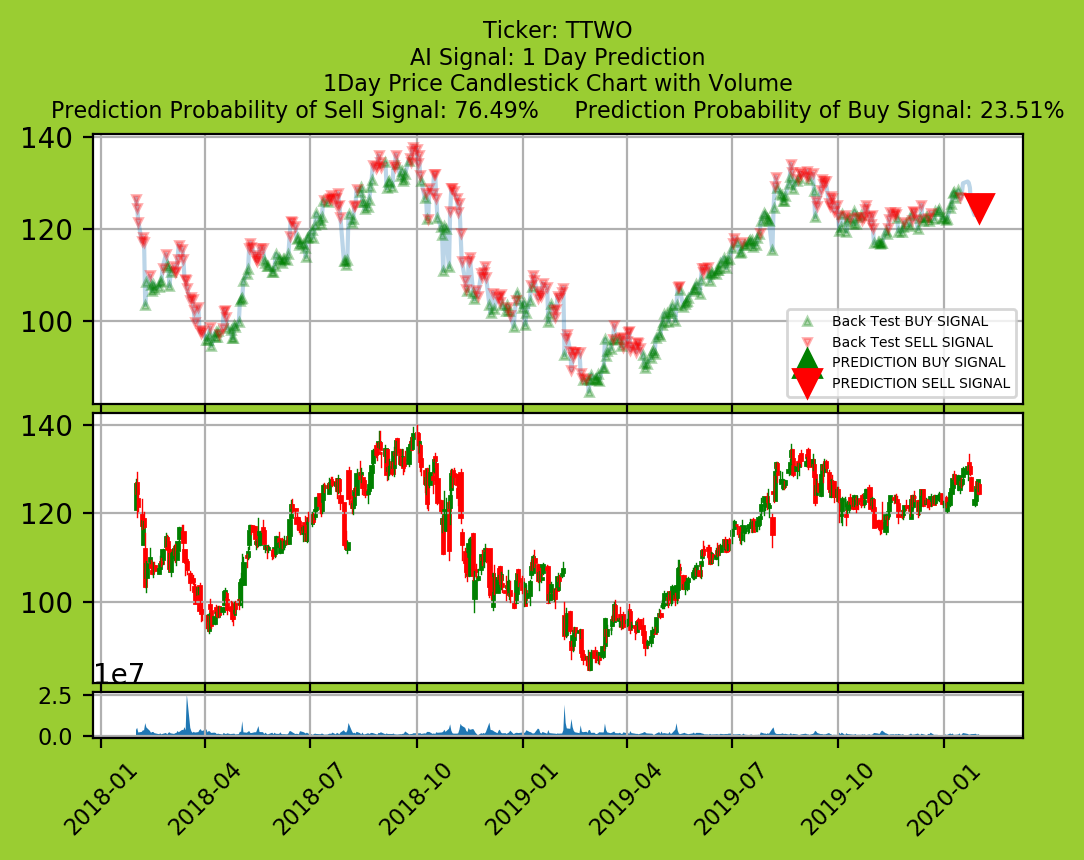 Ticker: TTWO
AI Signal: 1 Day Prediction
1Day Price Candlestick Chart with Volume
Prediction Probability of Sell Signal: 76.49%     Prediction Probability of Buy Signal: 23.51%
140
120
100
Back Test BUY SIGNAL
Back Test SELL SIGNAL
PREDICTION BUY SIGNAL
PREDICTION SELL SIGNAL
140
120
100
1e7
2.5
0.0
2018-01
2018-04
2018-07
2018-10
2019-01
2019-04
2019-07
2019-10
2020-01